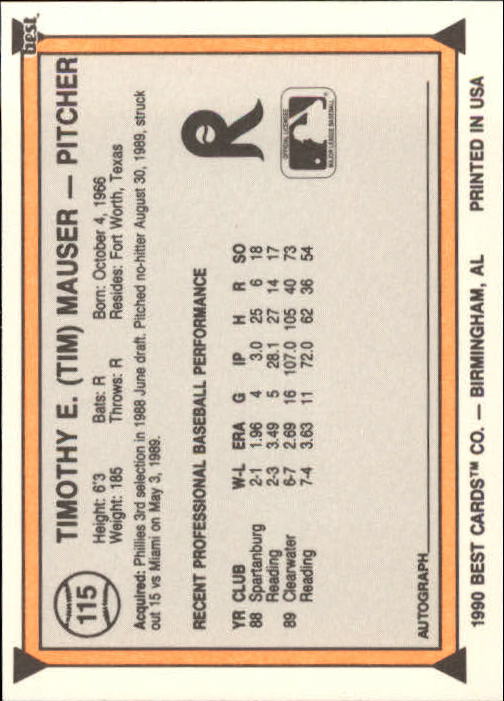 best.
115
TIMOTHY E. (TIM) MAUSER — PITCHER
Height: 6'3 Bats: R Born: October 4, 1966
Weight: 185 Throws: R Resides: Fort Worth, Texas
Acquired: Phillies 3rd selection in 1988 June draft. Pitched no-hitter August 30, 1989, struck
out 15 vs Miami on May 3, 1989.
RECENT PROFESSIONAL BASEBALL PERFORMANCE
YR CLUB W-L ERA G IP H R SO
88 Spartanburg 2-1 1.96 4 3.0 25 6 18
Reading 2-3 3.49 5 28.1 27 14 17
89 Clearwater 6-7 2.69 16 107.0 105 40 73
Reading 7-4 3.63 11 72.0 62 36 54
R
OFFICIAL LICENSEE
MAJOR LEAGUE BASEBALL
AUTOGRAPH
1990 BEST CARDS™ CO. — BIRMINGHAM, AL PRINTED IN USA